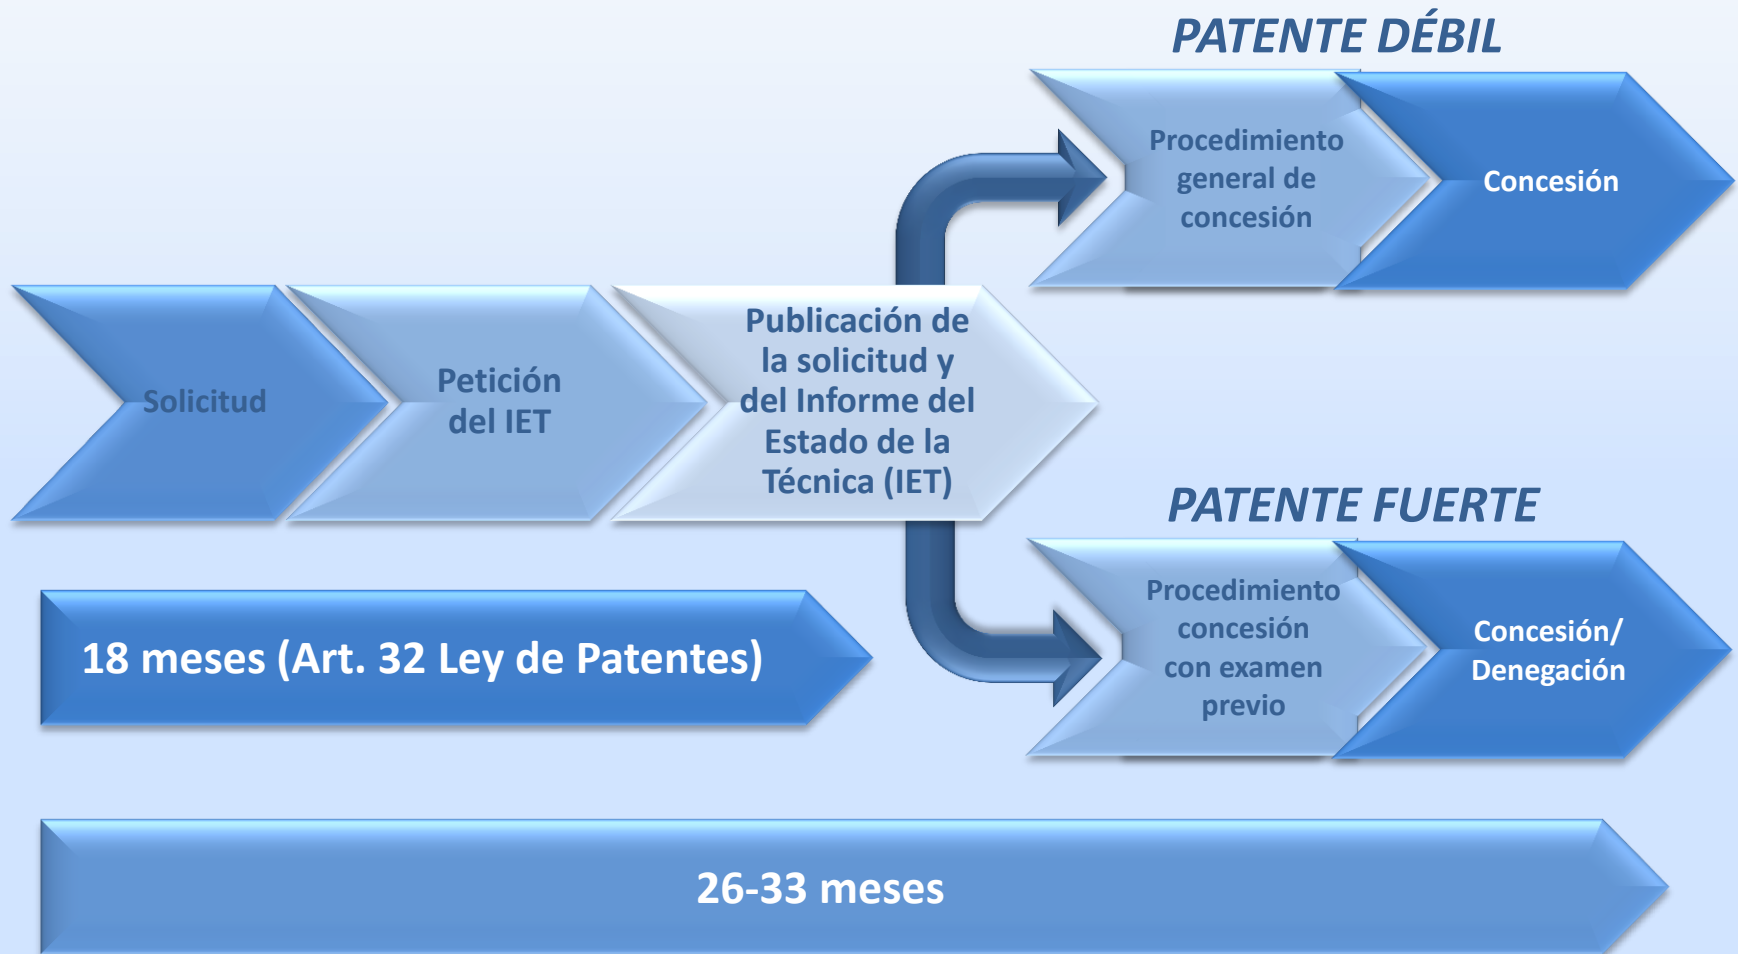 PATENTE DÉBIL
Procedimiento
general de
concesión
Concesión
Solicitud
Petición
del IET
Publicación de
la solicitud y
del Informe del
Estado de la
Técnica (IET)
PATENTE FUERTE
Procedimiento
concesión
con examen
previo
Concesión/
Denegación
18 meses (Art. 32 Ley de Patentes)
26-33 meses